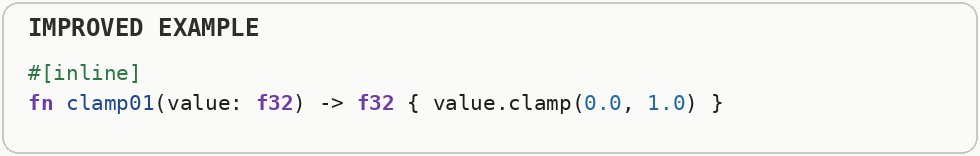 IMPROVED EXAMPLE
#[inline]
fn clamp01(value: f32) -> f32 { value.clamp(0.0, 1.0) }